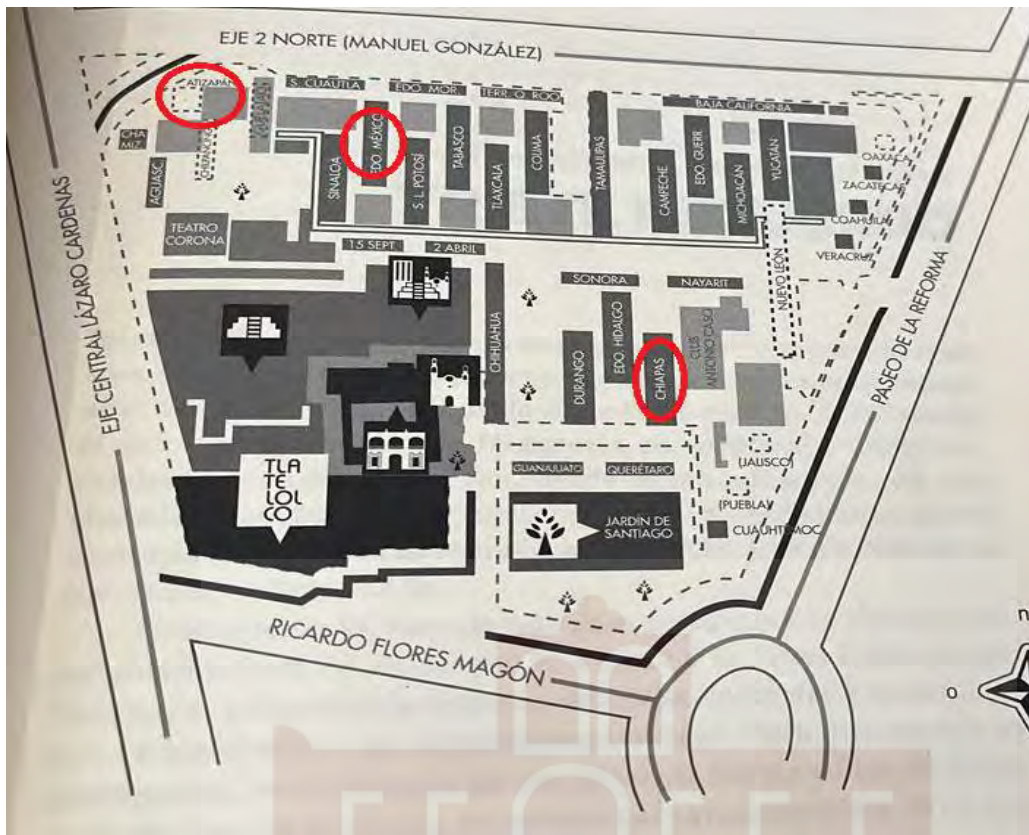 EJE 2 NORTE (MANUEL GONZÁLEZ)
ATIZAPÁN
S. CUAUTLA
EDO MOR.
TERR. Q ROO
BAJA CALIFORNIA
CHA
MIZ.
AGUASC.
SINALOA
EDO. MÉXICO
S. L. POTOSÍ
TABASCO
TLAXCALA
COLIMA
TAMAULIPAS
CAMPECHE
EDO. GUERR
MICHOACAN
YUCATÁN
OAXACA
ZACATECAS
COAHUILA
VERACRUZ
TEATRO
CORONA
15 SEPT
2 ABRIL
CHIHUAHUA
SONORA
NAYARIT
NUEVO LEÓN
DURANGO
EDO. HIDALGO
CHIAPAS
CLUB
ANTONIO CASO
EJE CENTRAL LÁZARO CARDENAS
PASEO DE LA REFORMA
GUANAJUATO
QUERÉTARO
(JALISCO)
(PUEBLA)
CUAUHTEMOC
TLA
TE
LOL
CO
JARDÍN DE
SANTIAGO
RICARDO FLORES MAGÓN
n
o